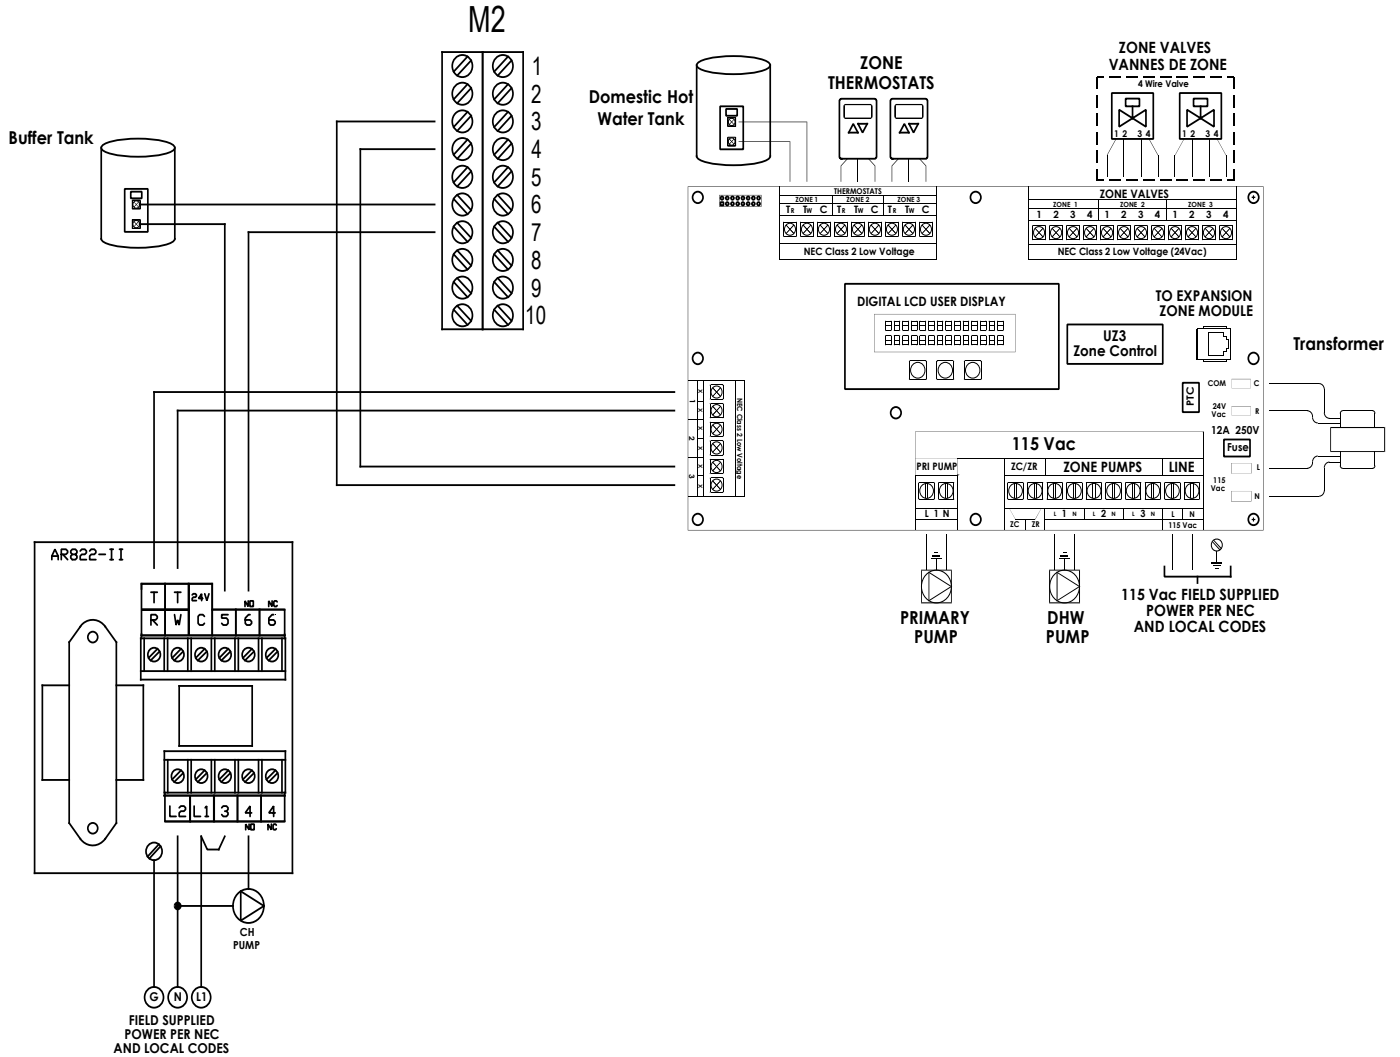 M2
1
2
3
4
5
6
7
8
9
10
Buffer Tank
Domestic Hot
Water Tank
ZONE
THERMOSTATS
ZONE VALVES
VANNES DE ZONE
4 Wire Valve
1 2 3 4
1 2 3 4
THERMOSTATS
ZONE 1 ZONE 2 ZONE 3
TR TW C TR TW C TR TW C
NEC Class 2 Low Voltage
ZONE VALVES
ZONE 1 ZONE 2 ZONE 3
1 2 3 4 1 2 3 4 1 2 3 4
NEC Class 2 Low Voltage (24Vac)
DIGITAL LCD USER DISPLAY
UZ3
Zone Control
TO EXPANSION
ZONE MODULE
Transformer
PTC
COM C
24V
Vac R
12A 250V
Fuse
L
115
Vac N
X
1
X
X
2
X
X
3
X
NEC Class 2 Low Voltage
115 Vac
PRI PUMP ZC/ZR ZONE PUMPS LINE
L 1 N
L 1 N L 2 N L 3 N L N
ZC ZR
115 Vac
PRIMARY
PUMP
DHW
PUMP
115 Vac FIELD SUPPLIED
POWER PER NEC
AND LOCAL CODES
AR822-II
T T 24V NO NC
R W C 5 6 6
L2 L1 3 4 4
NO NC
CH
PUMP
G N L1
FIELD SUPPLIED
POWER PER NEC
AND LOCAL CODES